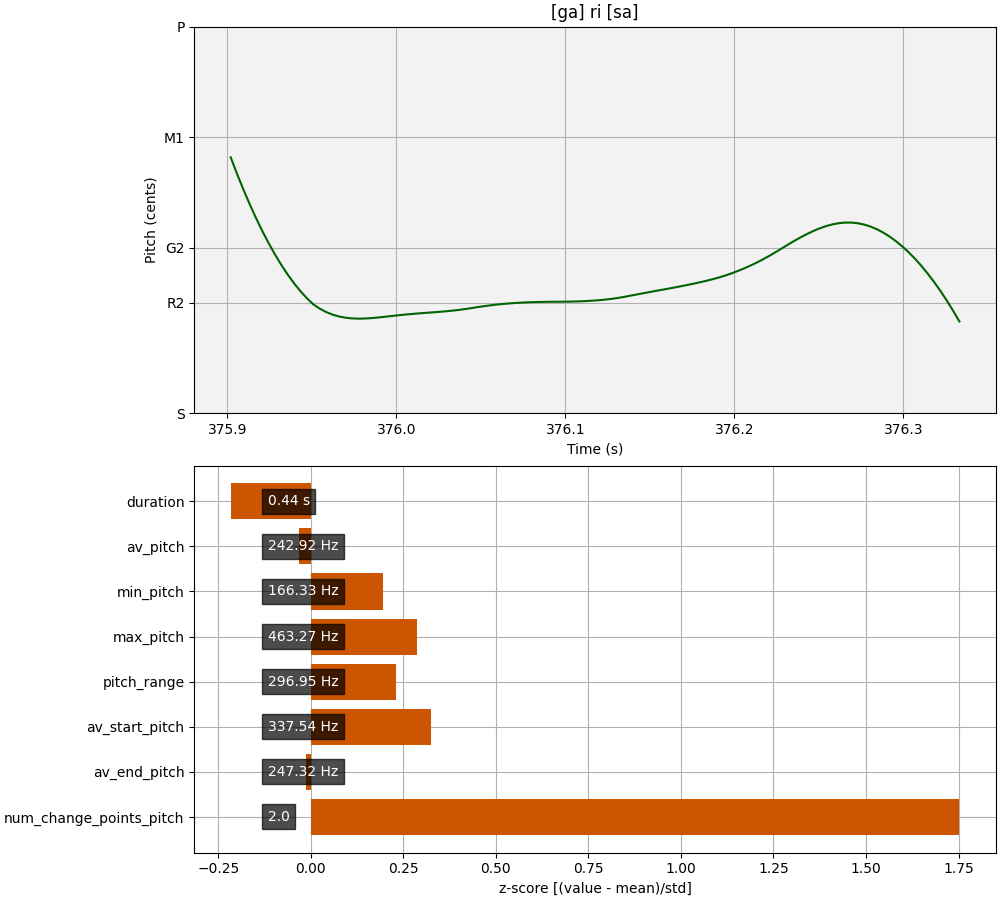 [ga] ri [sa]
P
M1
G2
R2
S
Pitch (cents)
375.9 376.0 376.1 376.2 376.3
Time (s)
duration 0.44 s
av_pitch 242.92 Hz
min_pitch 166.33 Hz
max_pitch 463.27 Hz
pitch_range 296.95 Hz
av_start_pitch 337.54 Hz
av_end_pitch 247.32 Hz
num_change_points_pitch 2.0
−0.25 0.00 0.25 0.50 0.75 1.00 1.25 1.50 1.75
z-score [(value - mean)/std]